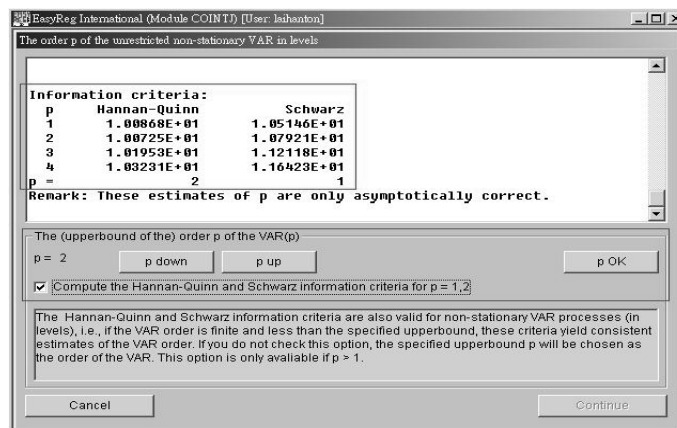 EasyReg International (Module COINTJ) [User: laihanton]
The order p of the unrestricted non-stationary VAR in levels
Information criteria:
p Hannan-Quinn Schwarz
1 1.00868E+01 1.05146E+01
2 1.00725E+01 1.07921E+01
3 1.01953E+01 1.12118E+01
4 1.03231E+01 1.16423E+01
p = 2 1
Remark: These estimates of p are only asymptotically correct.
The (upperbound of the) order p of the VAR(p)
p = 2 p down p up p OK
Compute the Hannan-Quinn and Schwarz information criteria for p = 1,2
The Hannan-Quinn and Schwarz information criteria are also valid for non-stationary VAR processes (in
levels), i.e., if the VAR order is finite and less than the specified upperbound, these criteria yield consistent
estimates of the VAR order. If you do not check this option, the specified upperbound p will be chosen as
the order of the VAR. This option is only avaliable if p > 1.
Cancel Continue